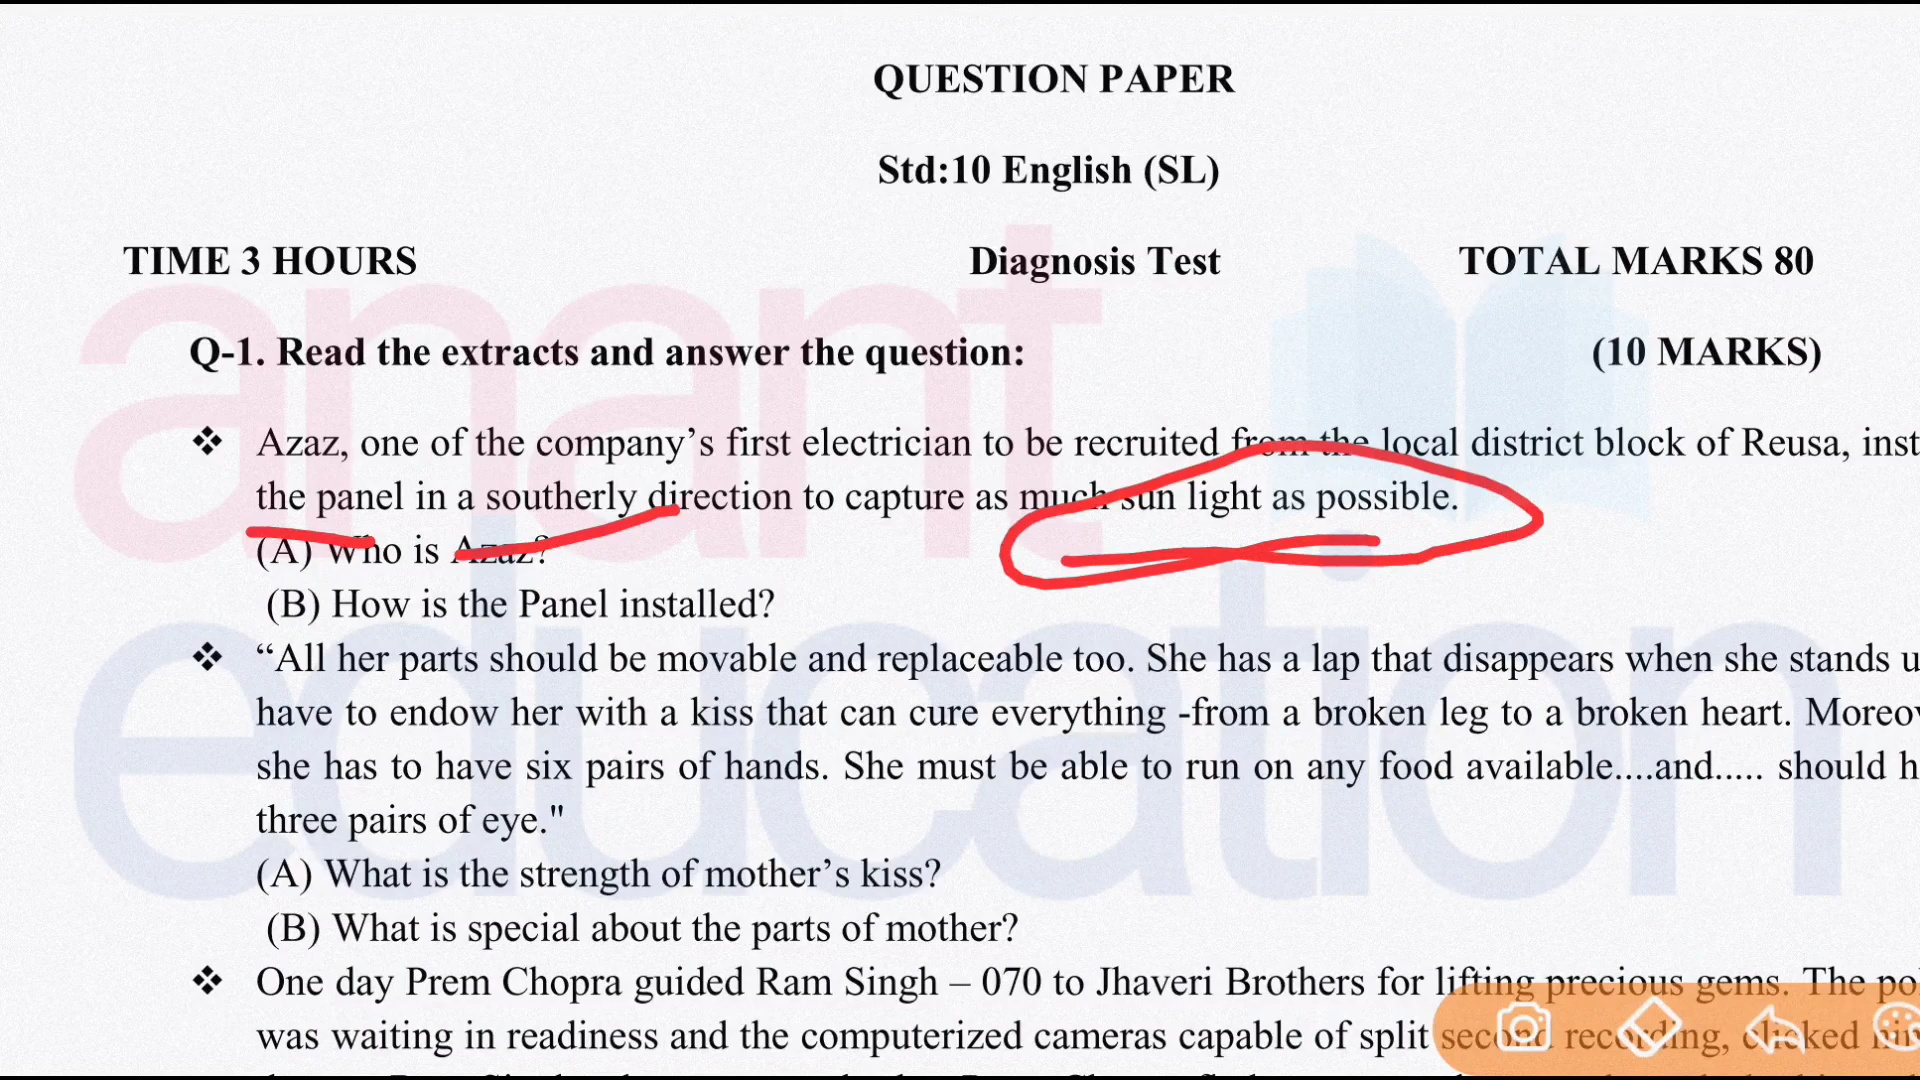 QUESTION PAPER
Std:10 English (SL)
TIME 3 HOURS Diagnosis Test TOTAL MARKS 80
Q-1. Read the extracts and answer the question: (10 MARKS)
❖ Azaz, one of the company’s first electrician to be recruited from the local district block of Reusa, inst
the panel in a southerly direction to capture as much sun light as possible.
(A) Who is Azaz?
(B) How is the Panel installed?
❖ “All her parts should be movable and replaceable too. She has a lap that disappears when she stands u
have to endow her with a kiss that can cure everything -from a broken leg to a broken heart. Moreov
she has to have six pairs of hands. She must be able to run on any food available....and..... should h
three pairs of eye."
(A) What is the strength of mother’s kiss?
(B) What is special about the parts of mother?
❖ One day Prem Chopra guided Ram Singh – 070 to Jhaveri Brothers for lifting precious gems. The po
was waiting in readiness and the computerized cameras capable of split second recording, clicked him
anant
education